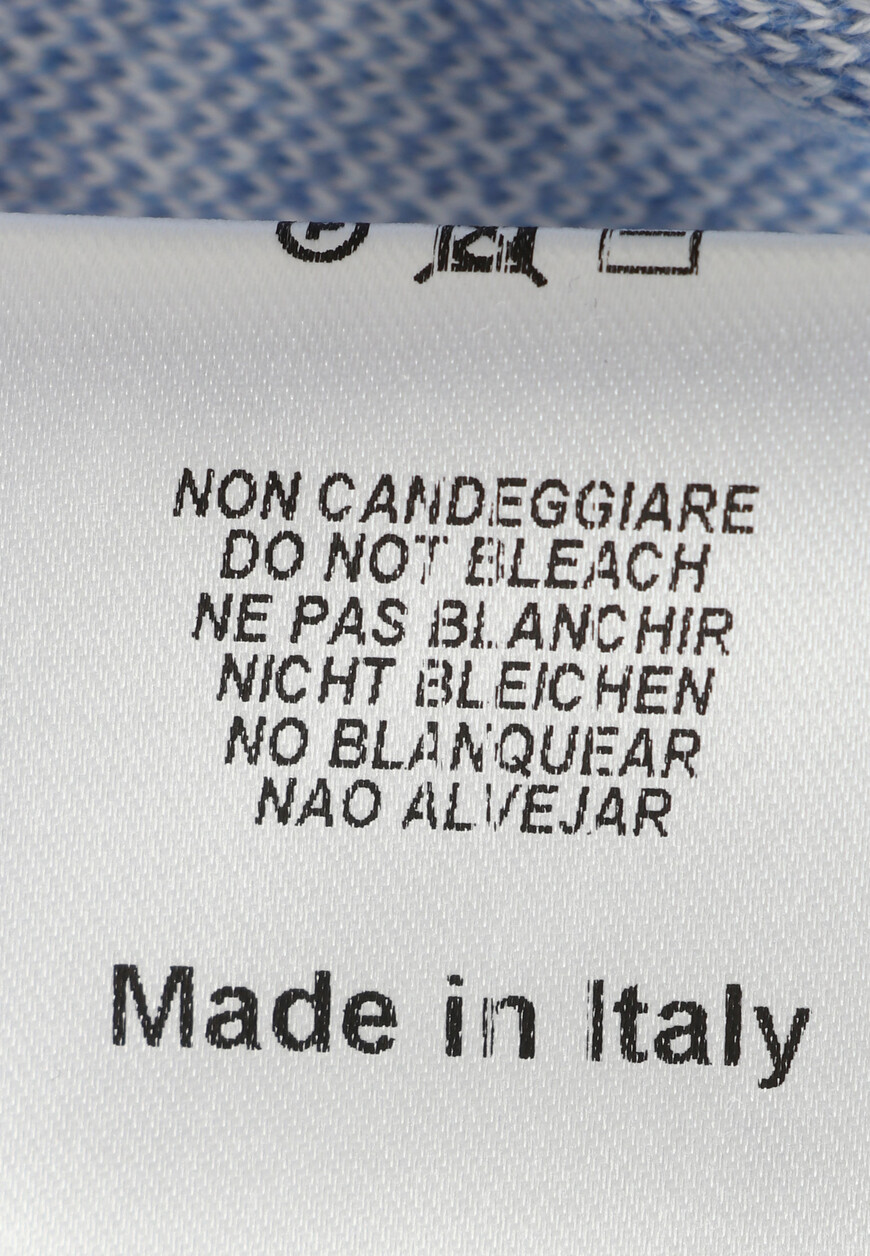 P
NON CANDEGGIARE
DO NOT BLEACH
NE PAS BLANCHIR
NICHT BLEICHEN
NO BLANQUEAR
NAO ALVEJAR
Made in Italy